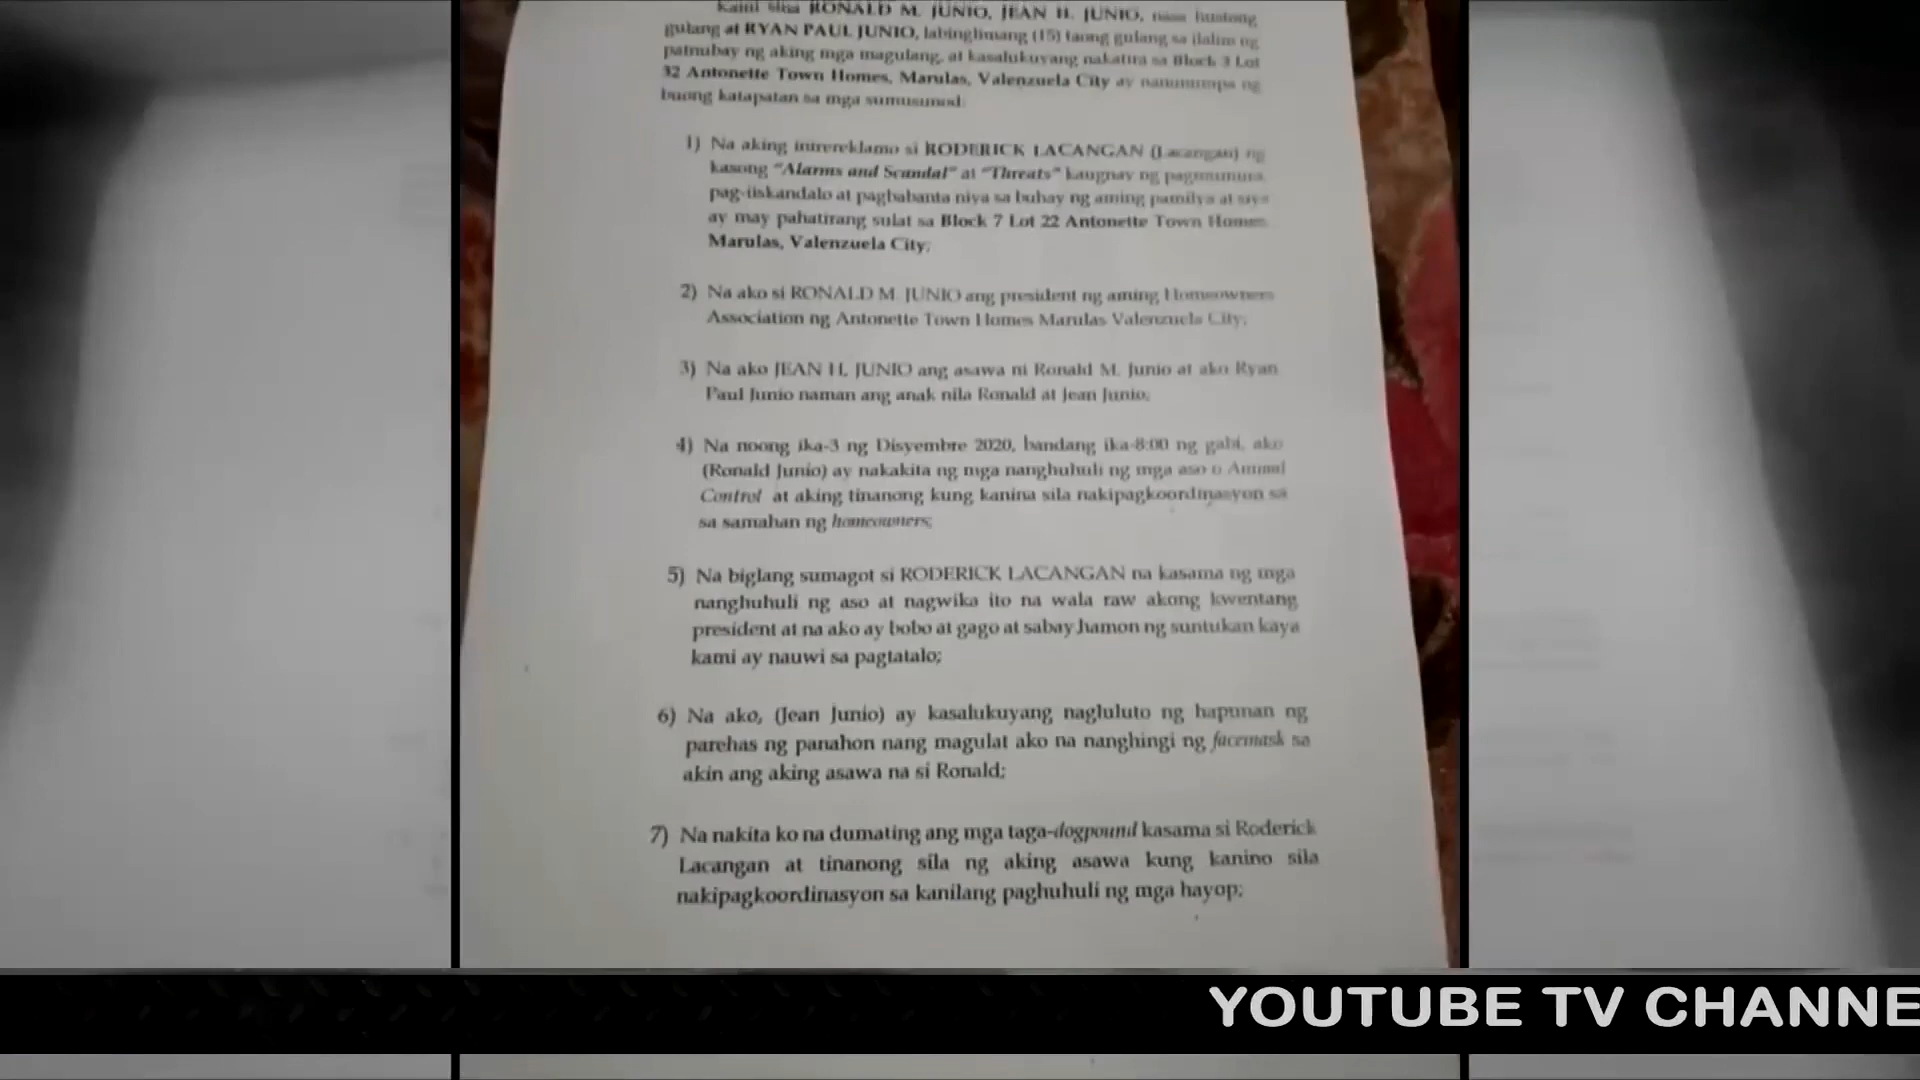 Kami sina RONALD M. JUNIO, JEAN H. JUNIO, nasa hustong
gulang at RYAN PAUL JUNIO, labinglimang (15) taong gulang sa ilalim ng
patnubay ng aking mga magulang, at kasalukuyang nakatira sa Block 3 Lot
32 Antonette Town Homes, Marulas, Valenzuela City ay nanunumpa ng
buong katapatan sa mga sumusunod:
1) Na aking inirereklamo si RODERICK LACANGAN (Lacangan) ng
kasong "Alarms and Scandal" at "Threats" kaugnay ng pagmumura,
pag-iiskandalo at pagbabanta niya sa buhay ng aming pamilya at siya
ay may pahatirang sulat sa Block 7 Lot 22 Antonette Town Homes
Marulas, Valenzuela City;
2) Na ako si RONALD M. JUNIO ang president ng aming Homeowners
Association ng Antonette Town Homes Marulas Valenzuela City;
3) Na ako JEAN H. JUNIO ang asawa ni Ronald M. Junio at ako Ryan
Paul Junio naman ang anak nila Ronald at Jean Junio;
4) Na noong ika-3 ng Disyembre 2020, bandang ika-8:00 ng gabi, ako
(Ronald Junio) ay nakakita ng mga nanghuhuli ng mga aso o Animal
Control at aking tinanong kung kanina sila nakipagkoordinasyon sa
sa samahan ng homeowners;
5) Na biglang sumagot si RODERICK LACANGAN na kasama ng mga
nanghuhuli ng aso at nagwika ito na wala raw akong kwentang
president at na ako ay bobo at gago at sabay hamon ng suntukan kaya
kami ay nauwi sa pagtatalo;
6) Na ako, (Jean Junio) ay kasalukuyang nagluluto ng hapunan ng
parehas ng panahon nang magulat ako na nanghingi ng facemask sa
akin ang aking asawa na si Ronald;
7) Na nakita ko na dumating ang mga taga-dogpound kasama si Roderick
Lacangan at tinanong sila ng aking asawa kung kanino sila
nakipagkoordinasyon sa kanilang paghuhuli ng mga hayop;
YOUTUBE TV CHANNE